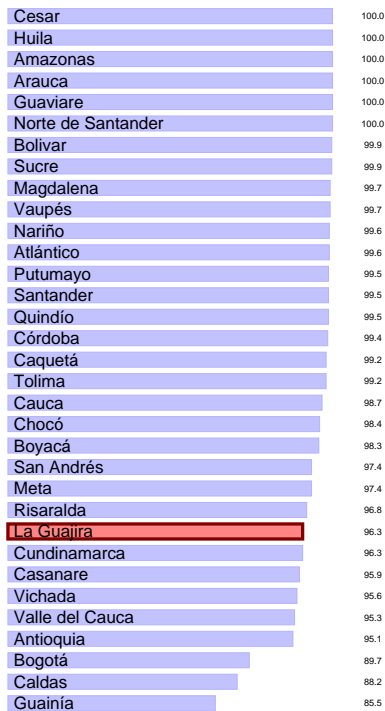 Cesar 100.0
Huila 100.0
Amazonas 100.0
Arauca 100.0
Guaviare 100.0
Norte de Santander 100.0
Bolivar 99.9
Sucre 99.9
Magdalena 99.7
Vaupés 99.7
Nariño 99.6
Atlántico 99.6
Putumayo 99.5
Santander 99.5
Quindío 99.5
Córdoba 99.4
Caquetá 99.2
Tolima 99.2
Cauca 98.7
Chocó 98.4
Boyacá 98.3
San Andrés 97.4
Meta 97.4
Risaralda 96.8
La Guajira 96.3
Cundinamarca 96.3
Casanare 95.9
Vichada 95.6
Valle del Cauca 95.3
Antioquia 95.1
Bogotá 89.7
Caldas 88.2
Guainía 85.5